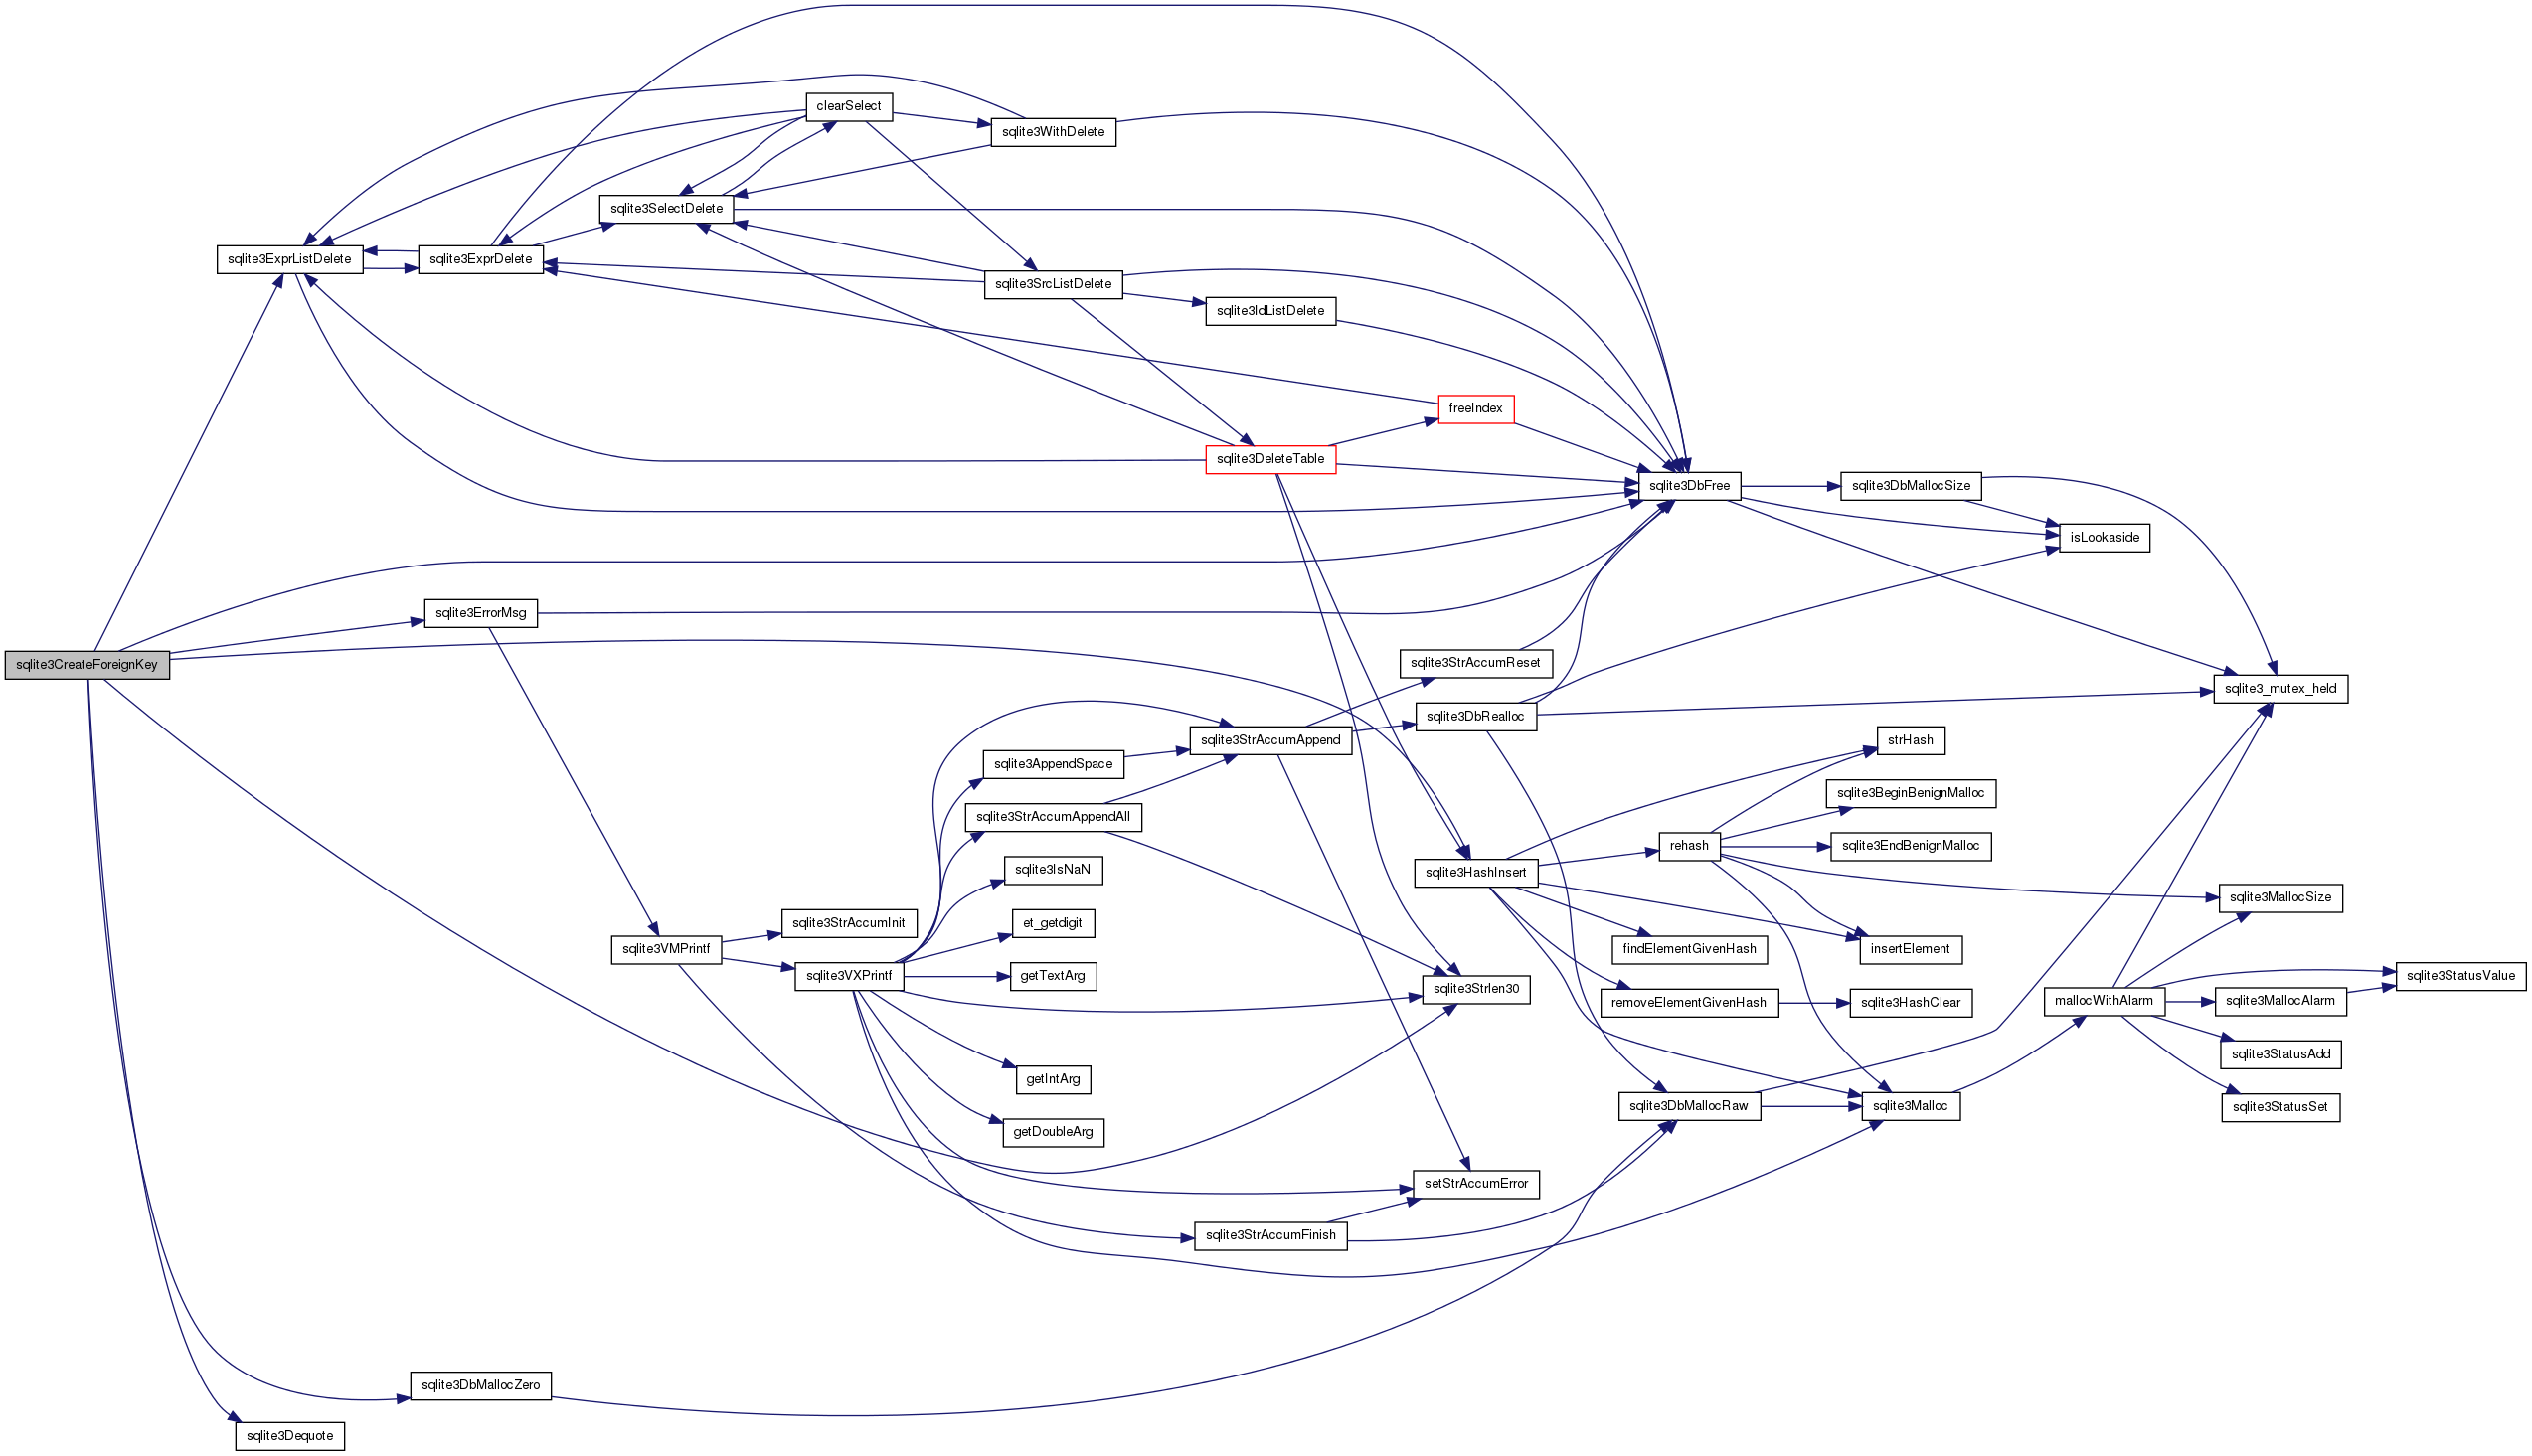 clearSelect
sqlite3WithDelete
sqlite3SelectDelete
sqlite3ExprListDelete
sqlite3ExprDelete
sqlite3SrcListDelete
sqlite3IdListDelete
freeIndex
sqlite3DeleteTable
sqlite3DbFree
sqlite3DbMallocSize
isLookaside
sqlite3ErrorMsg
sqlite3CreateForeignKey
sqlite3StrAccumReset
sqlite3_mutex_held
sqlite3DbRealloc
sqlite3StrAccumAppend
strHash
sqlite3AppendSpace
sqlite3BeginBenignMalloc
sqlite3StrAccumAppendAll
rehash
sqlite3EndBenignMalloc
sqlite3IsNaN
sqlite3HashInsert
sqlite3MallocSize
sqlite3StrAccumInit
et_getdigit
sqlite3VMPrintf
findElementGivenHash
insertElement
sqlite3VXPrintf
getTextArg
sqlite3StatusValue
sqlite3Strlen30
removeElementGivenHash
sqlite3HashClear
mallocWithAlarm
sqlite3MallocAlarm
sqlite3StatusAdd
getIntArg
sqlite3DbMallocRaw
sqlite3Malloc
sqlite3StatusSet
getDoubleArg
setStrAccumError
sqlite3StrAccumFinish
sqlite3DbMallocZero
sqlite3Dequote